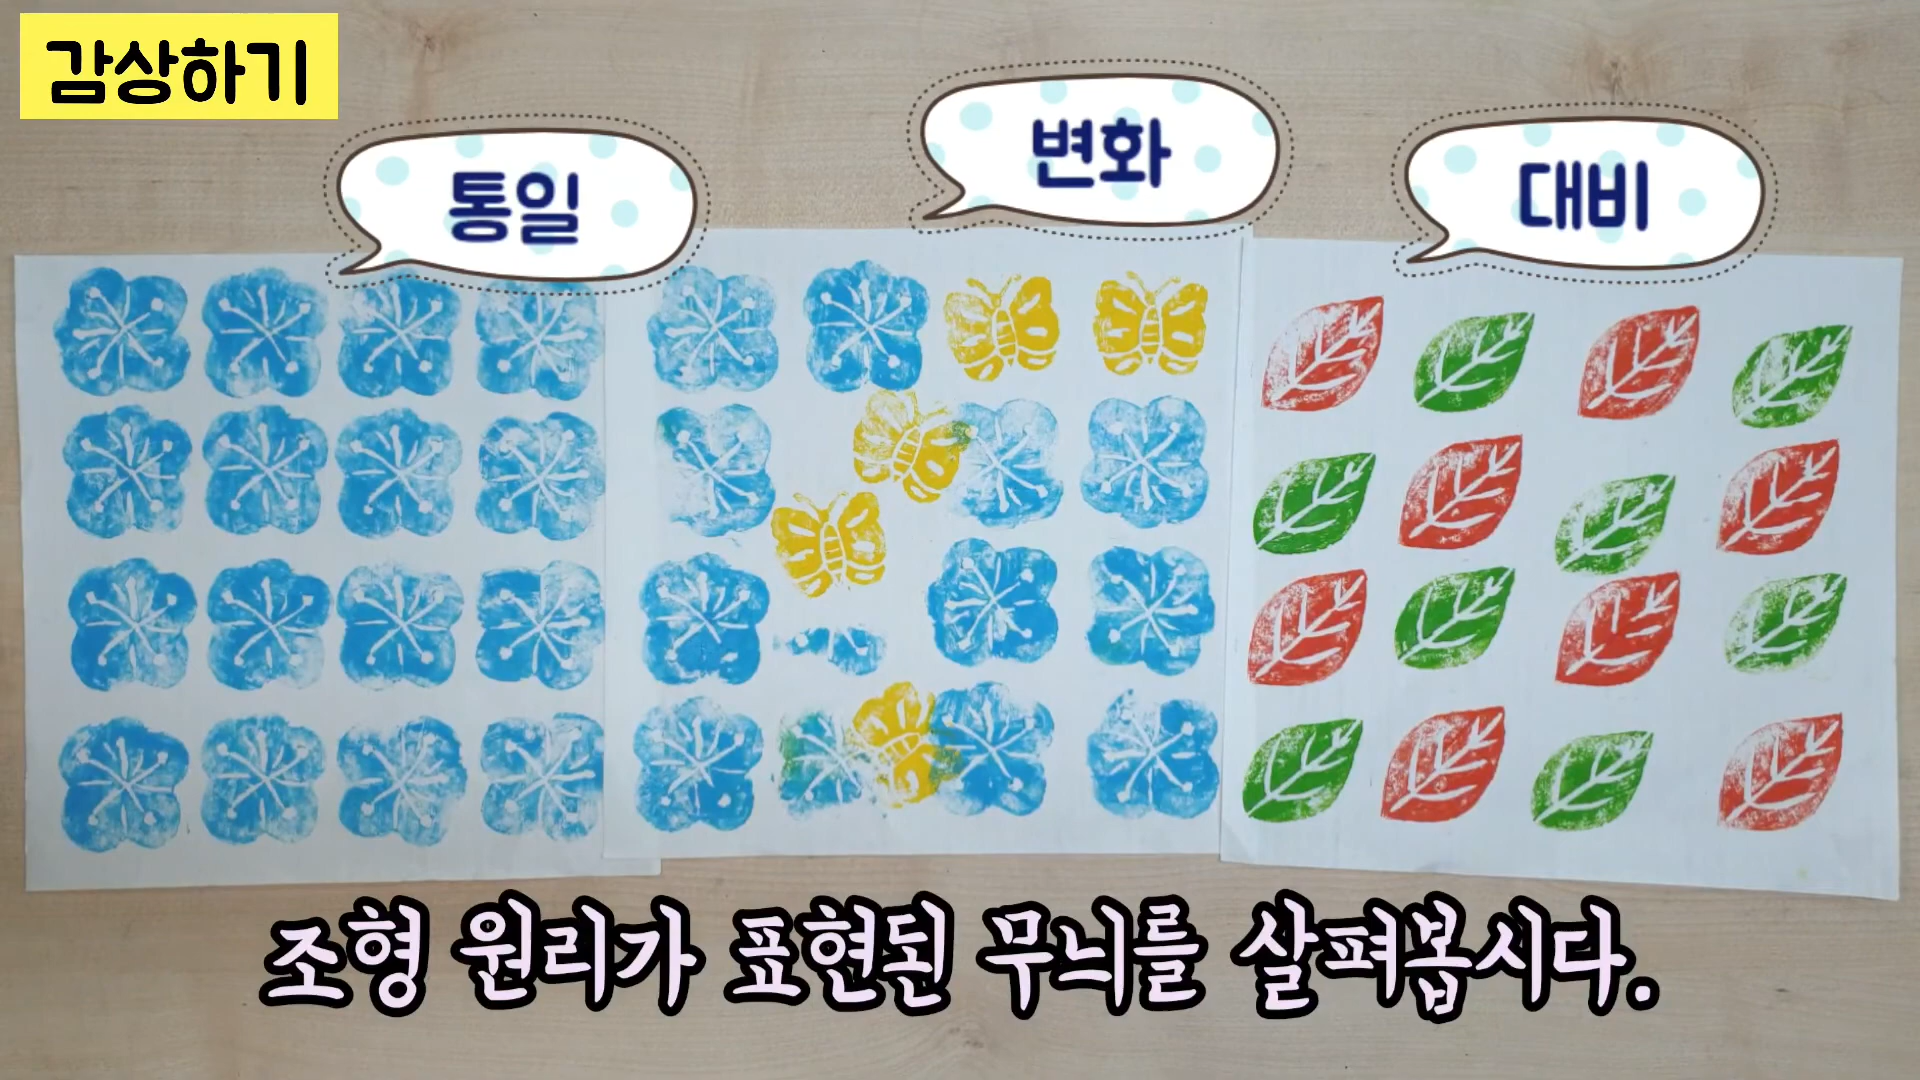 감상하기
통일
변화
대비
조형 원리가 표현된 무늬를 살펴봅시다.